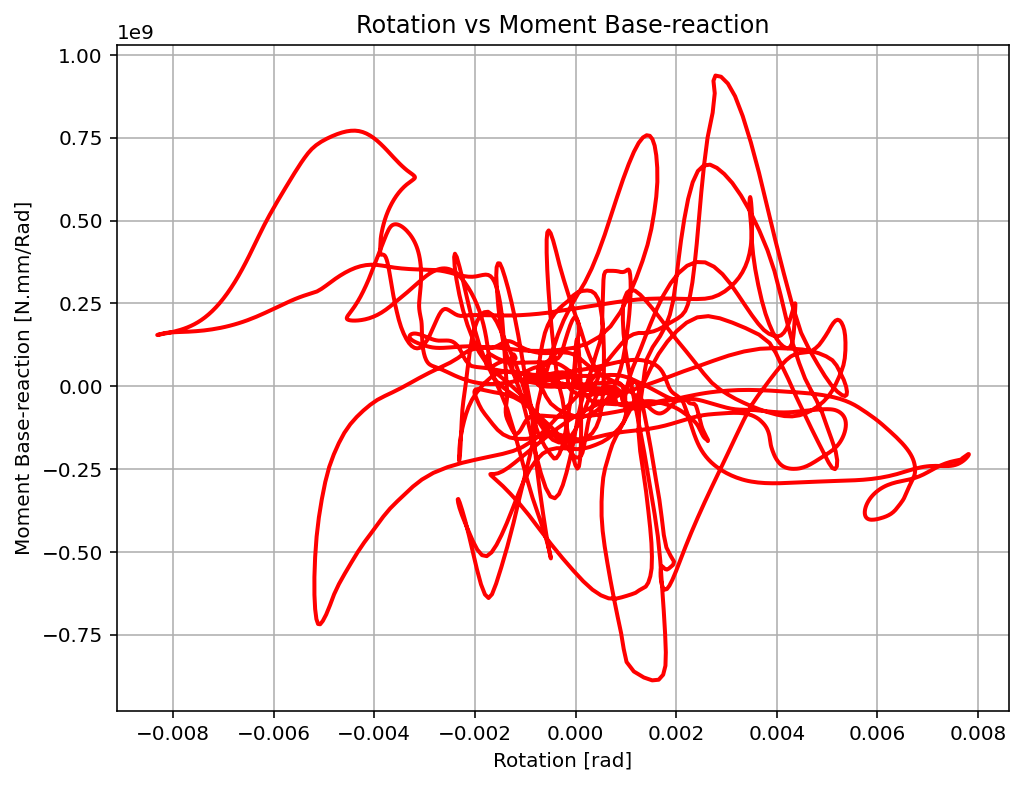 Rotation vs Moment Base-reaction
1e9
1.00
0.75
0.50
0.25
0.00
−0.25
−0.50
−0.75
Moment Base-reaction [N.mm/Rad]
−0.008 −0.006 −0.004 −0.002 0.000 0.002 0.004 0.006 0.008
Rotation [rad]